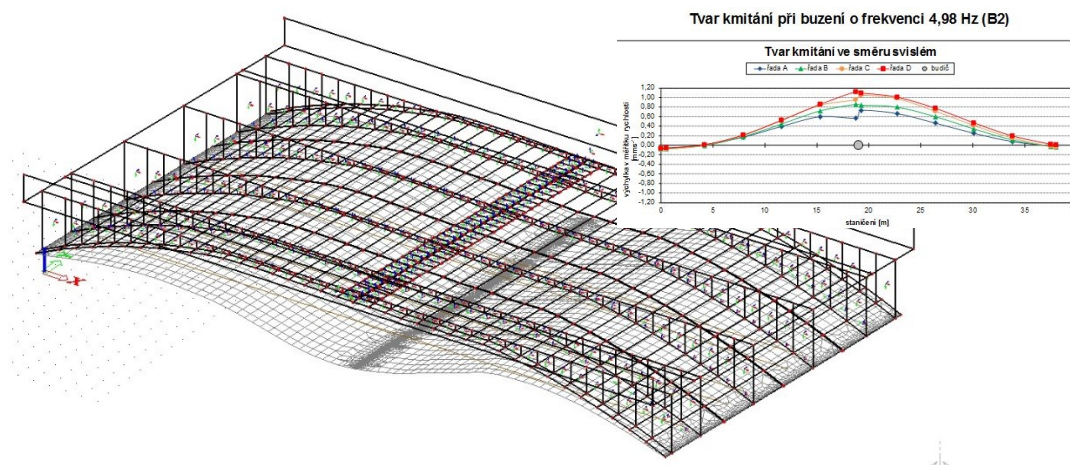 Tvar kmitání při buzení o frekvenci 4,98 Hz (B2)
Tvar kmitání ve směru svislém
řada A řada B řada C řada D budič
výchylka v měřítku rychlosti
[mms-1]
1,20
1,00
0,80
0,60
0,40
0,20
0,00
-0,20
-0,40
-0,60
-0,80
-1,00
-1,20
0 5 10 15 20 25 30 35
staničení [m]